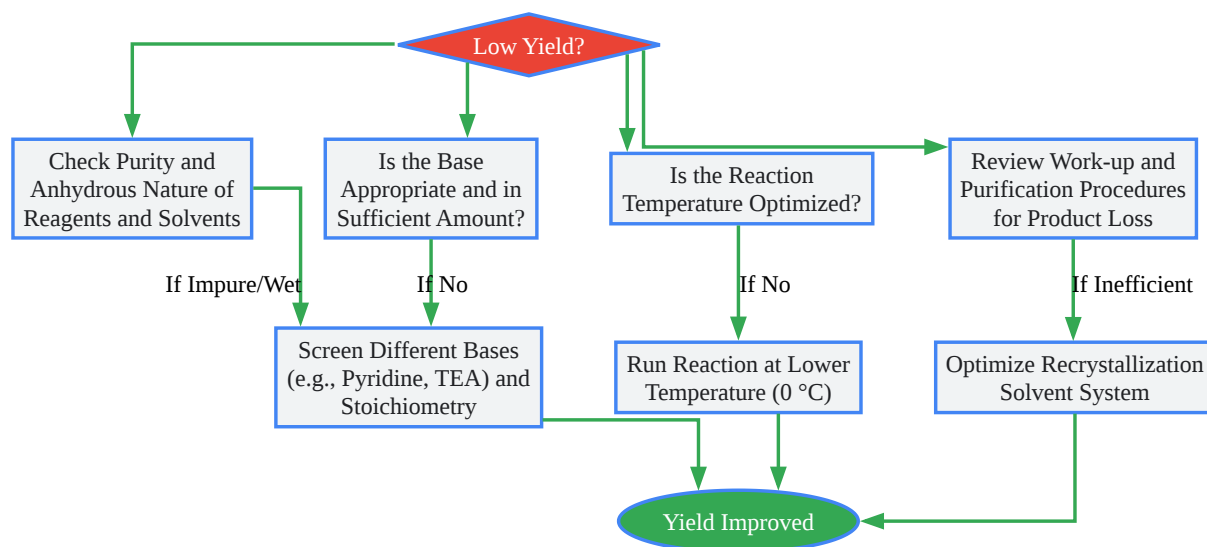 Low Yield?
Check Purity and
Anhydrous Nature of
Reagents and Solvents
Is the Base
Appropriate and in
Sufficient Amount?
Is the Reaction
Temperature Optimized?
Review Work-up and
Purification Procedures
for Product Loss
If Impure/Wet
If No
If No
If Inefficient
Screen Different Bases
(e.g., Pyridine, TEA) and
Stoichiometry
Run Reaction at Lower
Temperature (0 °C)
Optimize Recrystallization
Solvent System
Yield Improved